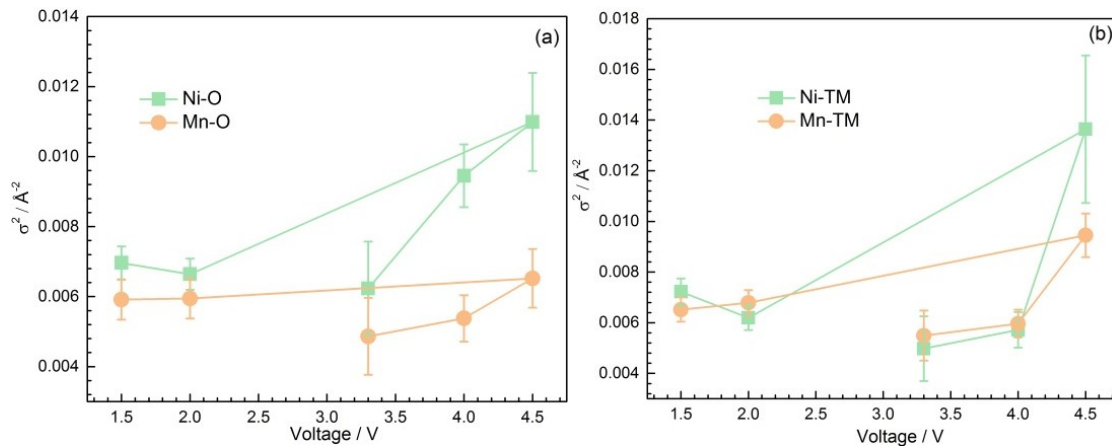 (a)
Ni-O
Mn-O
0.014
0.012
0.010
0.008
0.006
0.004
σ² / Å⁻²
1.5 2.0 2.5 3.0 3.5 4.0 4.5
Voltage / V
(b)
Ni-TM
Mn-TM
0.018
0.016
0.014
0.012
0.010
0.008
0.006
0.004
σ² / Å⁻²
1.5 2.0 2.5 3.0 3.5 4.0 4.5
Voltage / V